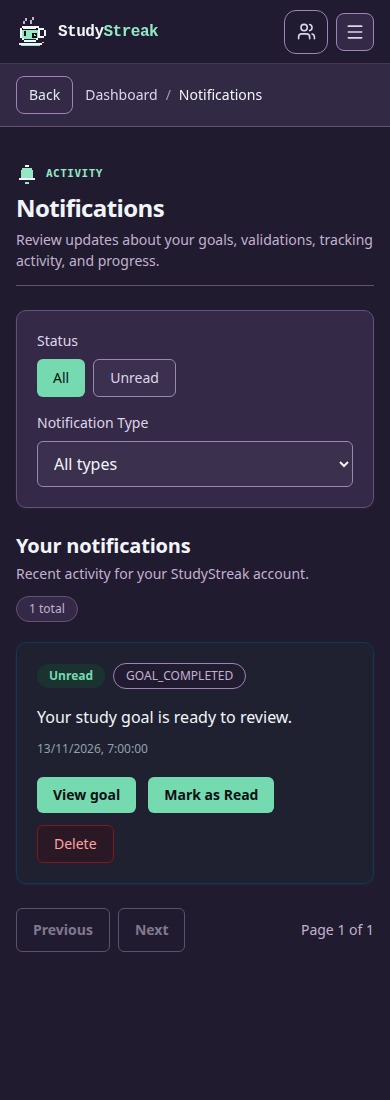 StudyStreak
Back Dashboard / Notifications
ACTIVITY
Notifications
Review updates about your goals, validations, tracking
activity, and progress.
Status
All Unread
Notification Type
All types
Your notifications
Recent activity for your StudyStreak account.
1 total
Unread GOAL_COMPLETED
Your study goal is ready to review.
13/11/2026, 7:00:00
View goal Mark as Read
Delete
Previous Next Page 1 of 1